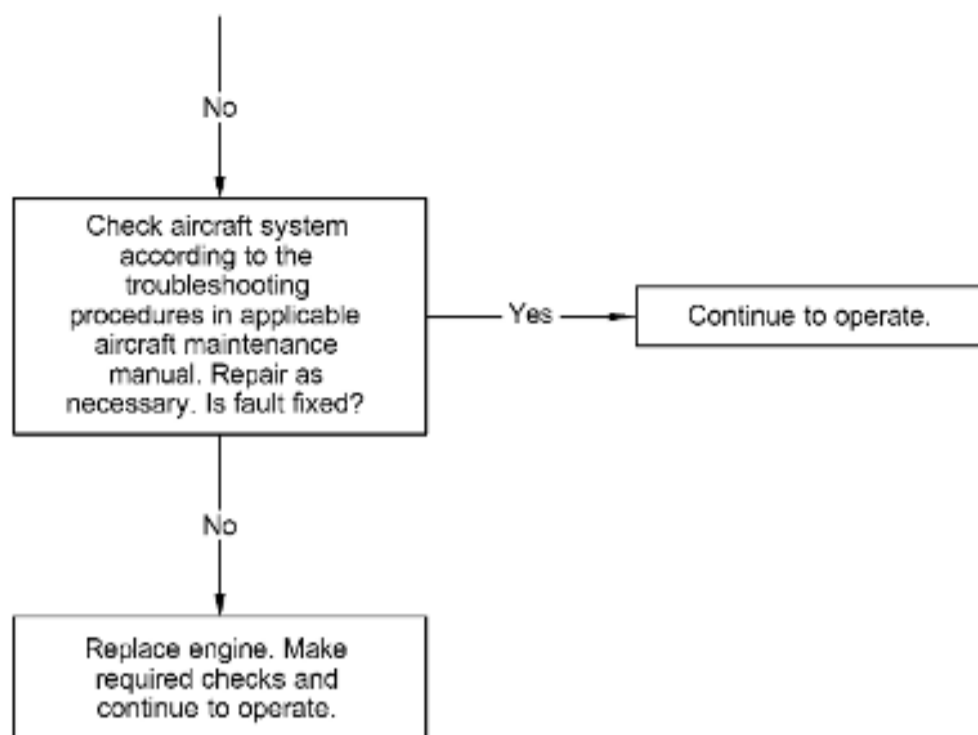 No
Check aircraft system
according to the
troubleshooting
procedures in applicable
aircraft maintenance
manual. Repair as
necessary. Is fault fixed?
Yes
Continue to operate.
No
Replace engine. Make
required checks and
continue to operate.